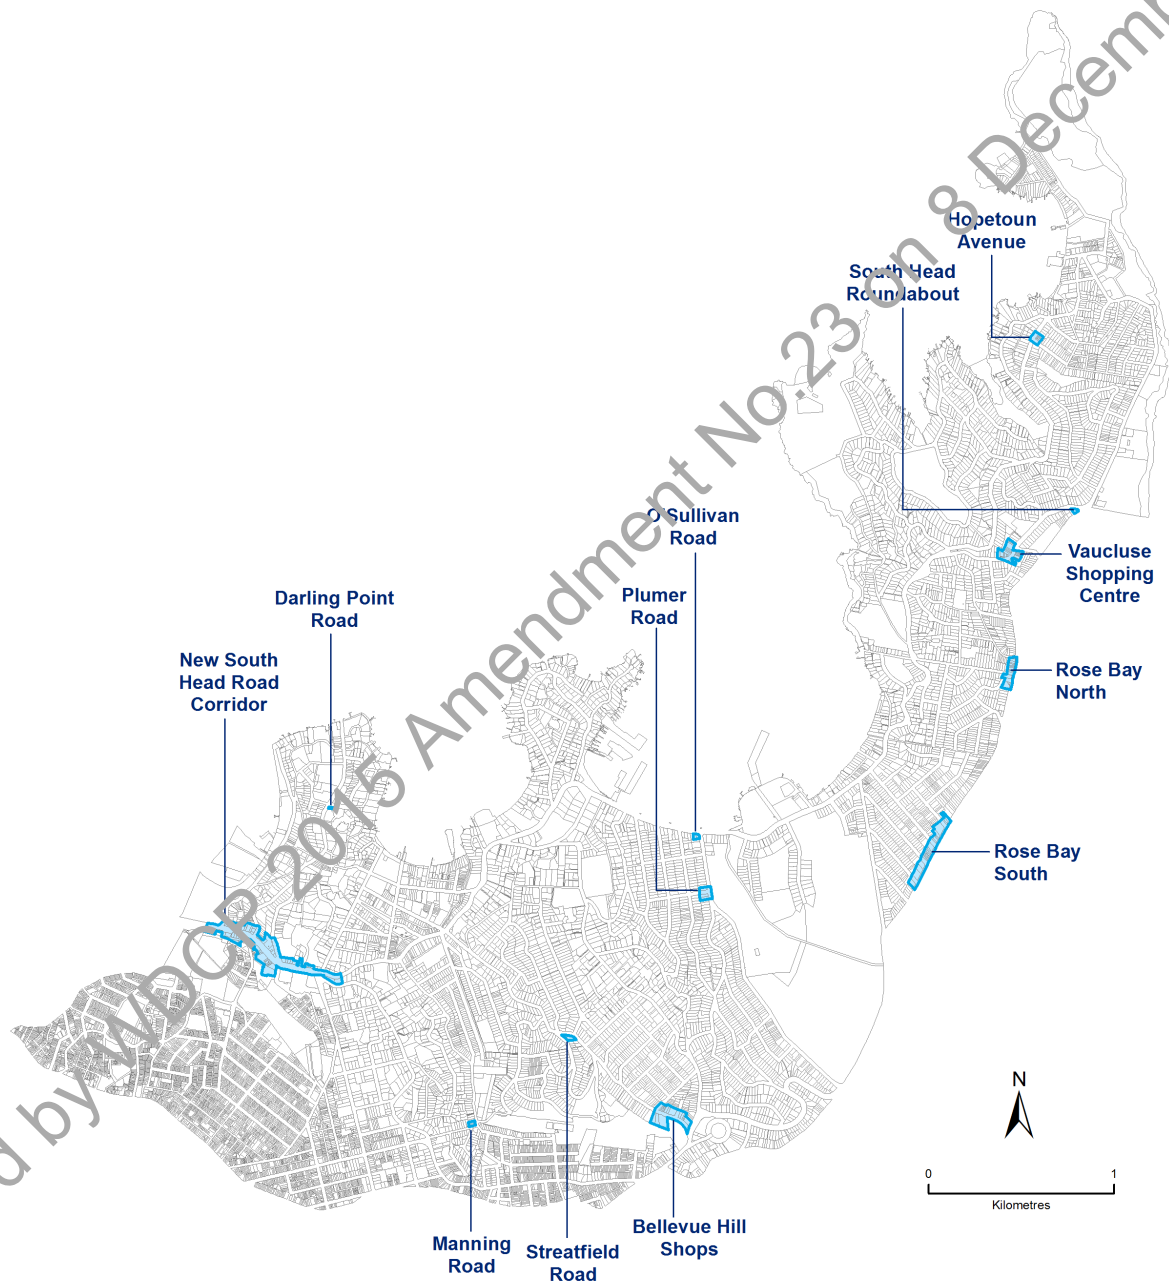 Hopetoun
Avenue
South Head
Roundabout
O'Sullivan
Road
Vaucluse
Shopping
Centre
Darling Point
Road
Plumer
Road
New South
Head Road
Corridor
Rose Bay
North
Rose Bay
South
N
0 1
Kilometres
Manning
Road
Streatfield
Road
Bellevue Hill
Shops
d by WDCP 2015 Amendment No.23 on 8 Decem